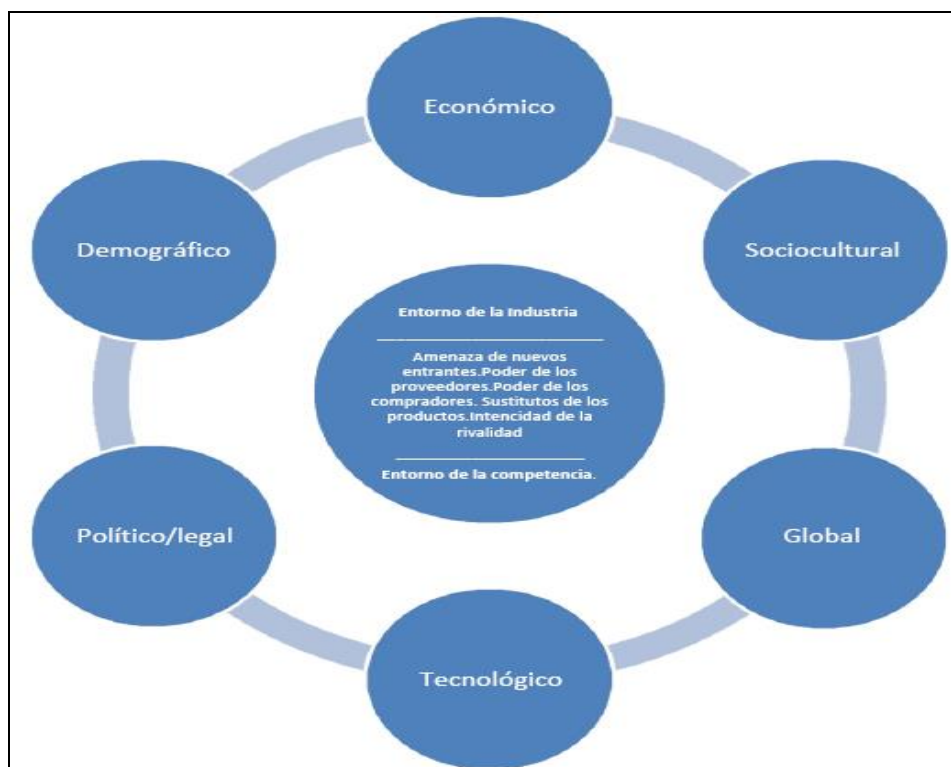 Económico
Demográfico
Sociocultural
Entorno de la Industria
Amenaza de nuevos
entrantes.Poder de los
proveedores.Poder de los
compradores. Sustitutos de los
productos.Intencidad de la
rivalidad
Entorno de la competencia.
Político/legal
Global
Tecnológico